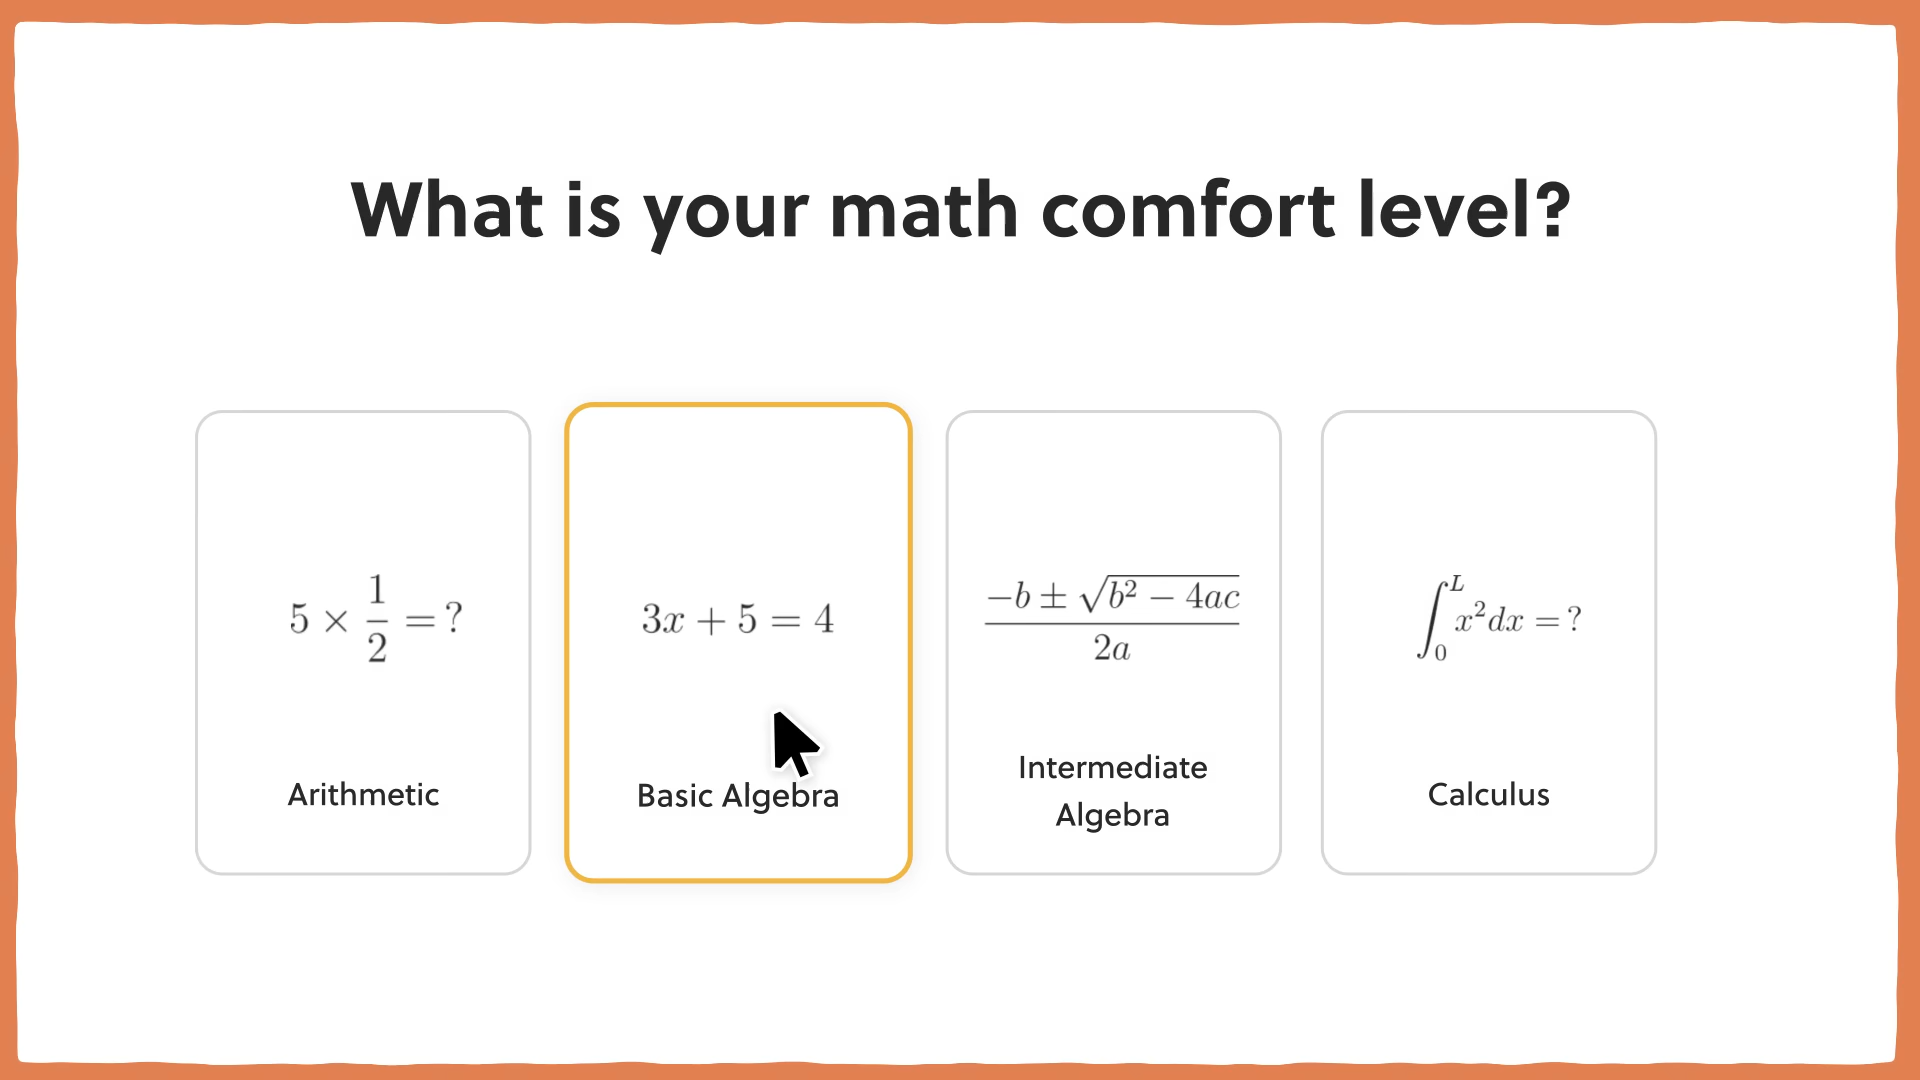 What is your math comfort level?
5 × 1/2 = ?
Arithmetic
3x + 5 = 4
Basic Algebra
−b ± √(b² − 4ac)
2a
Intermediate
Algebra
∫₀ᴸ x²dx = ?
Calculus